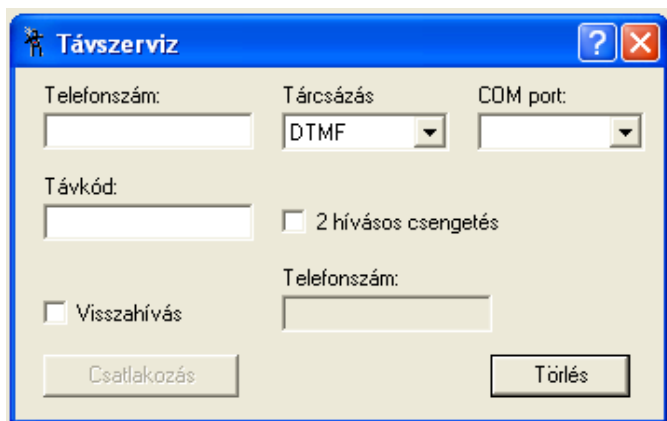 Távszerviz
Telefonszám: Tárcsázás COM port:
DTMF
Távkód:
2 hívásos csengetés
Telefonszám:
Visszahívás
Csatlakozás Törlés